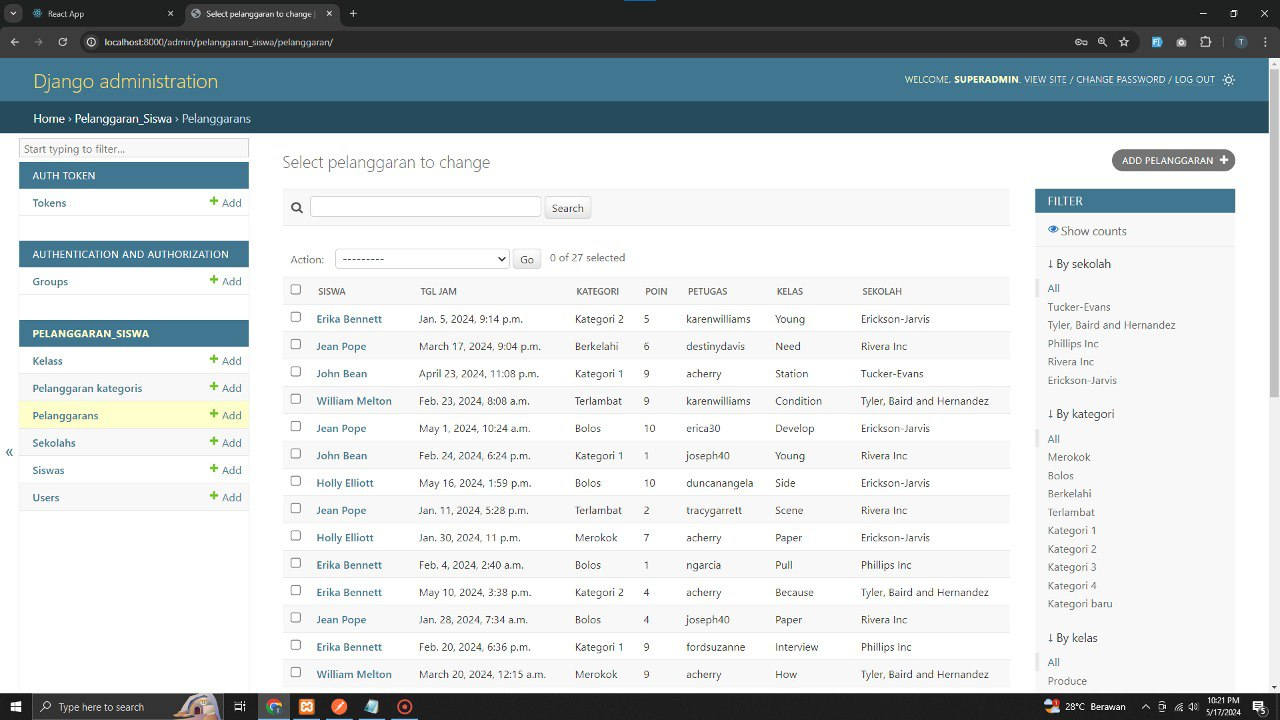 React App
Select pelanggaran to change |
localhost:8000/admin/pelanggaran_siswa/pelanggaran/
T
Django administration
WELCOME, SUPERADMIN. VIEW SITE / CHANGE PASSWORD / LOG OUT
Home › Pelanggaran_Siswa › Pelanggarans
Start typing to filter...
AUTH TOKEN
Tokens Add
AUTHENTICATION AND AUTHORIZATION
Groups Add
PELANGGARAN_SISWA
Kelass Add
Pelanggaran kategoris Add
Pelanggarans Add
Sekolahs Add
Siswas Add
Users Add
«
Select pelanggaran to change
ADD PELANGGARAN +
Search
Action: --------- Go 0 of 27 selected
SISWA TGL JAM KATEGORI POIN PETUGAS KELAS SEKOLAH
Erika Bennett Jan. 5, 2024, 9:14 p.m. Kategori 2 5 karenwilliams Young Erickson-Jarvis
Jean Pope March 17, 2024, 9:04 p.m. Berkelahi 6 destinydavis Need Rivera Inc
John Bean April 23, 2024, 11:08 p.m. Kategori 1 9 acherry Station Tucker-Evans
William Melton Feb. 23, 2024, 8:08 a.m. Terlambat 9 karenwilliams Condition Tyler, Baird and Hernandez
Jean Pope May 1, 2024, 10:24 a.m. Bolos 10 erica30 Develop Erickson-Jarvis
John Bean Feb. 24, 2024, 6:24 p.m. Kategori 1 1 joseph40 Young Rivera Inc
Holly Elliott May 16, 2024, 1:59 p.m. Bolos 10 duncanangela Side Erickson-Jarvis
Jean Pope Jan. 11, 2024, 5:28 p.m. Terlambat 2 tracygarrett Scene Rivera Inc
Holly Elliott Jan. 30, 2024, 11 p.m. Merokok 7 acherry Paper Erickson-Jarvis
Erika Bennett Feb. 4, 2024, 2:40 a.m. Bolos 1 ngarcia Pull Phillips Inc
Erika Bennett May 10, 2024, 3:38 p.m. Kategori 2 4 acherry Because Tyler, Baird and Hernandez
Jean Pope Jan. 28, 2024, 7:34 a.m. Bolos 4 joseph40 Paper Rivera Inc
Erika Bennett Feb. 20, 2024, 6:36 p.m. Kategori 1 9 fordsuzanne Interview Phillips Inc
William Melton March 20, 2024, 12:15 a.m. Merokok 9 acherry How Tyler, Baird and Hernandez
FILTER
Show counts
↓ By sekolah
All
Tucker-Evans
Tyler, Baird and Hernandez
Phillips Inc
Rivera Inc
Erickson-Jarvis
↓ By kategori
All
Merokok
Bolos
Berkelahi
Terlambat
Kategori 1
Kategori 2
Kategori 3
Kategori 4
Kategori baru
↓ By kelas
All
Produce
Type here to search
28°C Berawan
10:21 PM
5/17/2024